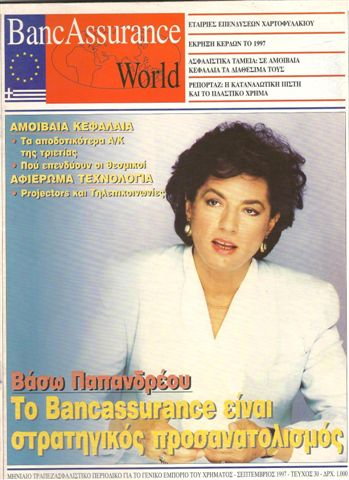 BancAssurance
World
ΕΤΑΙΡΙΕΣ ΕΠΕΝΔΥΣΕΩΝ ΧΑΡΤΟΦΥΛΑΚΙΟΥ
ΕΚΡΗΞΗ ΚΕΡΔΩΝ ΤΟ 1997
ΑΣΦΑΛΙΣΤΙΚΑ ΤΑΜΕΙΑ: ΣΕ ΑΜΟΙΒΑΙΑ
ΚΕΦΑΛΑΙΑ ΤΑ ΔΙΑΘΕΣΙΜΑ ΤΟΥΣ
ΡΕΠΟΡΤΑΖ: Η ΚΑΤΑΝΑΛΩΤΙΚΗ ΠΙΣΤΗ
ΚΑΙ ΤΟ ΠΛΑΣΤΙΚΟ ΧΡΗΜΑ
ΑΜΟΙΒΑΙΑ ΚΕΦΑΛΑΙΑ
• Τα αποδοτικότερα Α/Κ
της τριετίας
• Πού επενδύουν οι θεσμικοί
ΑΦΙΕΡΩΜΑ ΤΕΧΝΟΛΟΓΙΑ
• Projectors και Τηλεπικοινωνίες
Βάσω Παπανδρέου
Το Bancassurance είναι
στρατηγικός προσανατολισμός
ΜΗΝΙΑΙΟ ΤΡΑΠΕΖΑΣΦΑΛΙΣΤΙΚΟ ΠΕΡΙΟΔΙΚΟ ΓΙΑ ΤΟ ΓΕΝΙΚΟ ΕΜΠΟΡΙΟ ΤΟΥ ΧΡΗΜΑΤΟΣ - ΣΕΠΤΕΜΒΡΙΟΣ 1997 - ΤΕΥΧΟΣ 30 - ΔΡΧ. 1.000